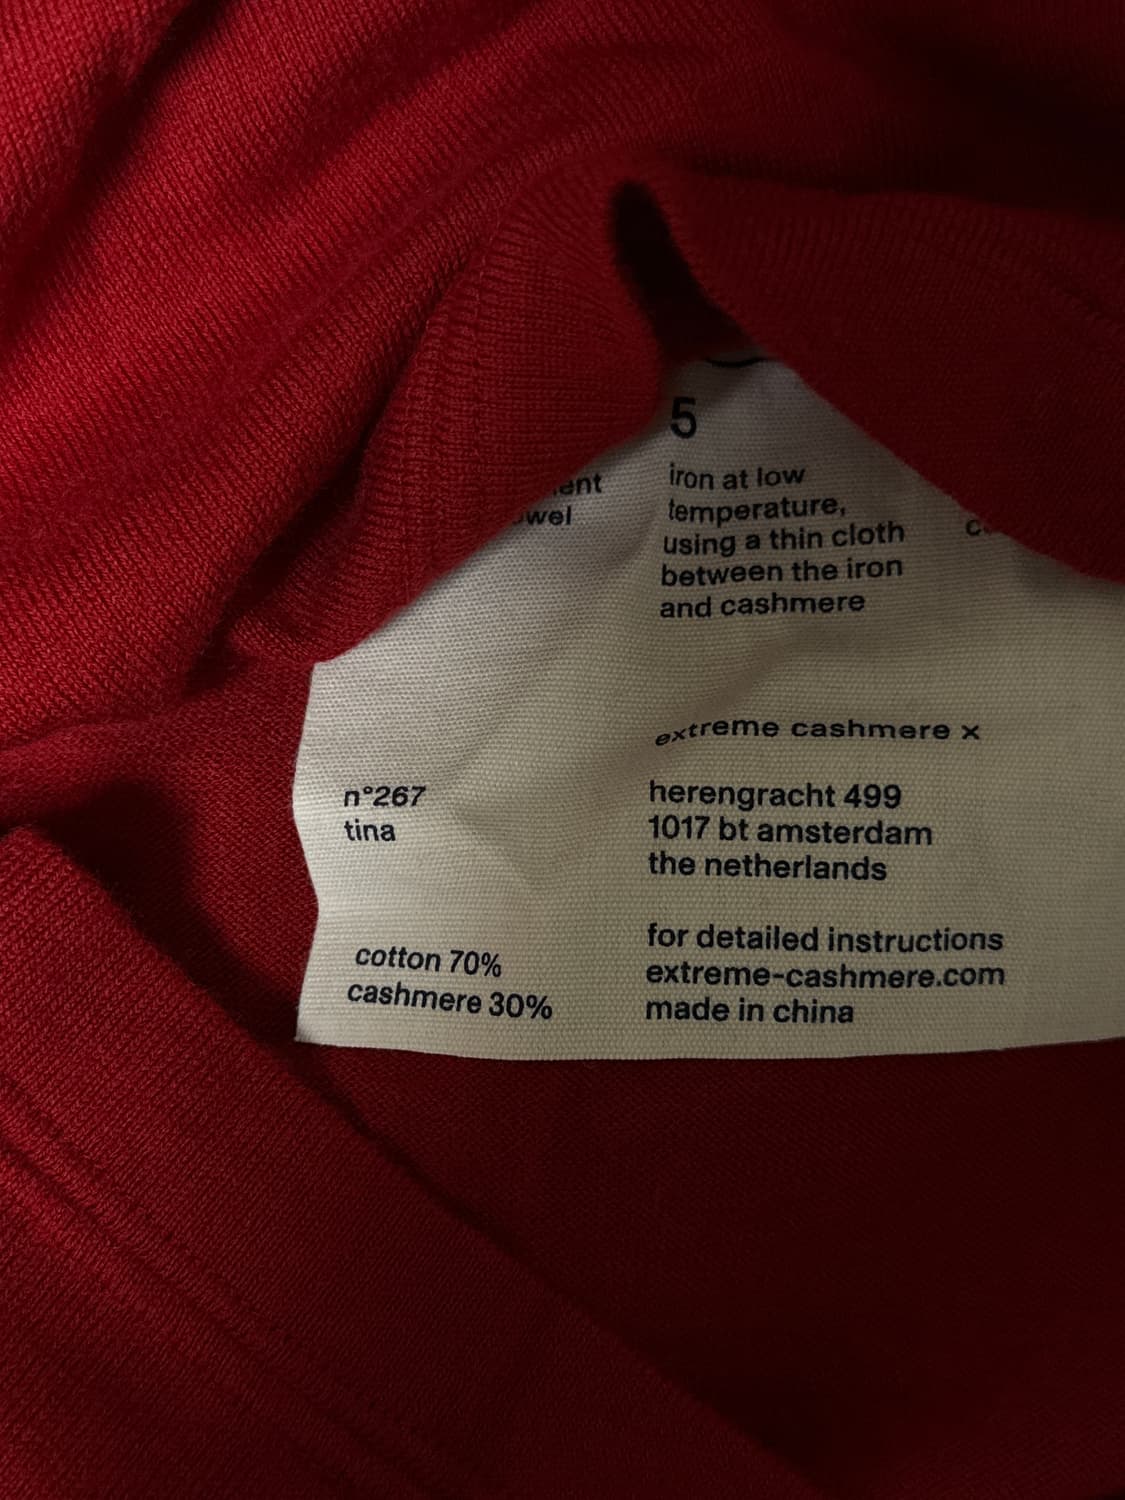 5
iron at low
temperature,
using a thin cloth
between the iron
and cashmere
extreme cashmere x
n°267
tina
herengracht 499
1017 bt amsterdam
the netherlands
cotton 70%
cashmere 30%
for detailed instructions
extreme-cashmere.com
made in china